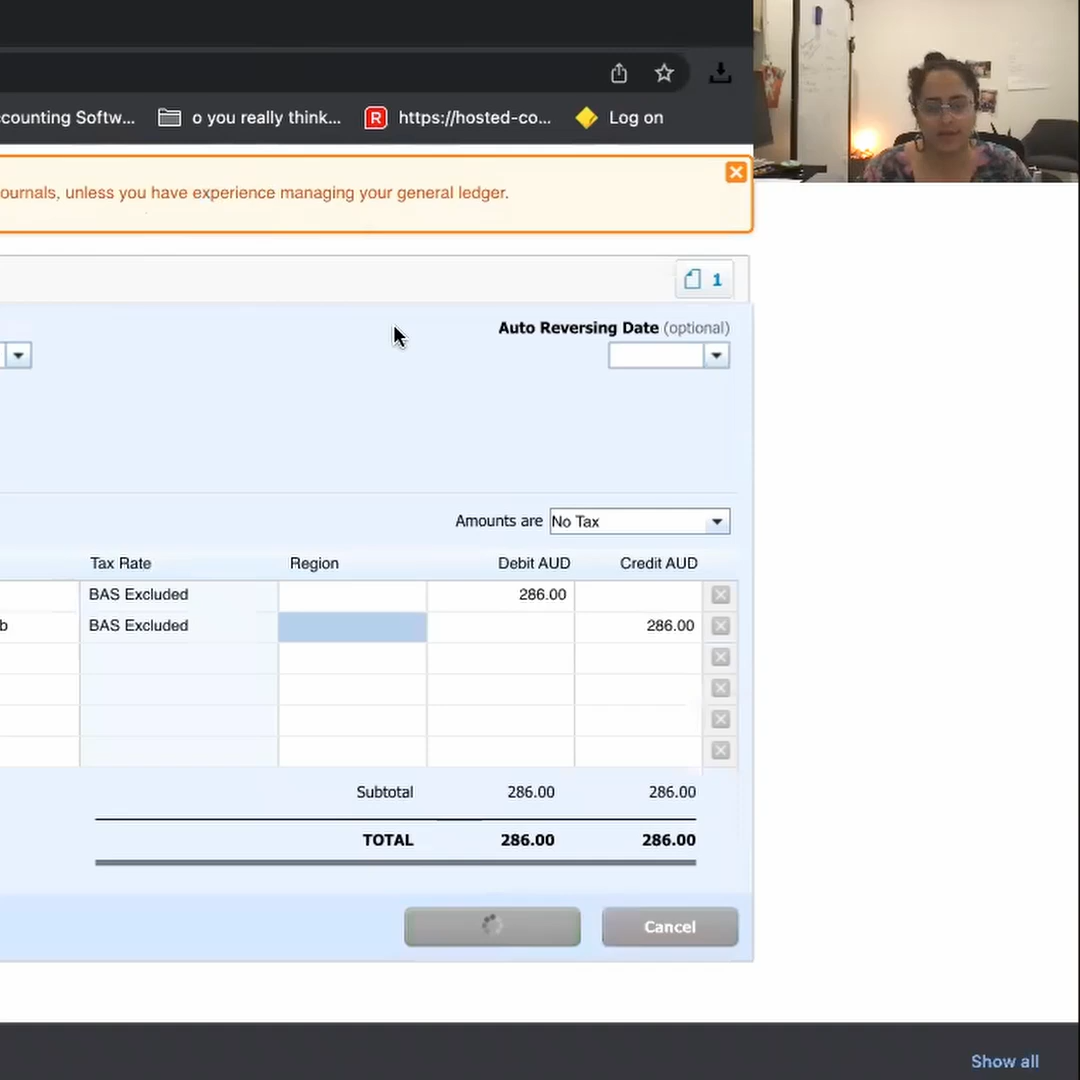 counting Softw... o you really think... R https://hosted-co... Log on
ournals, unless you have experience managing your general ledger.
1
Auto Reversing Date (optional)
Amounts are No Tax
Tax Rate Region Debit AUD Credit AUD
BAS Excluded 286.00
b BAS Excluded 286.00
Subtotal 286.00 286.00
TOTAL 286.00 286.00
Cancel
Show all